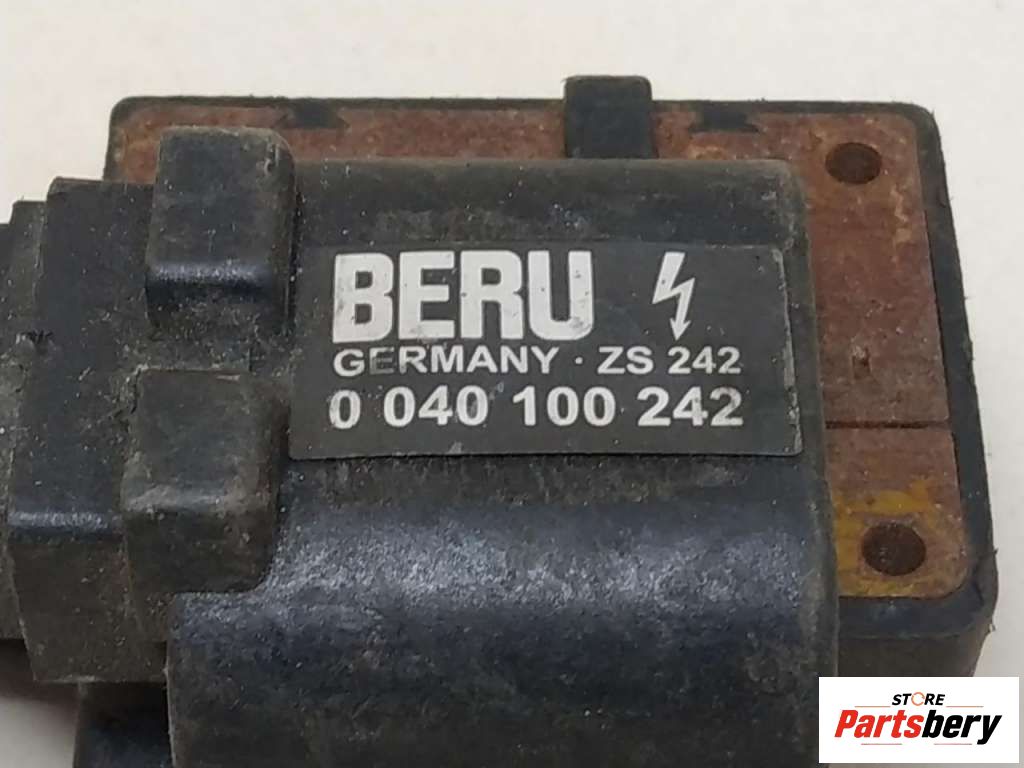 BERU
GERMANY · ZS 242
0 040 100 242
STORE
Partsbery